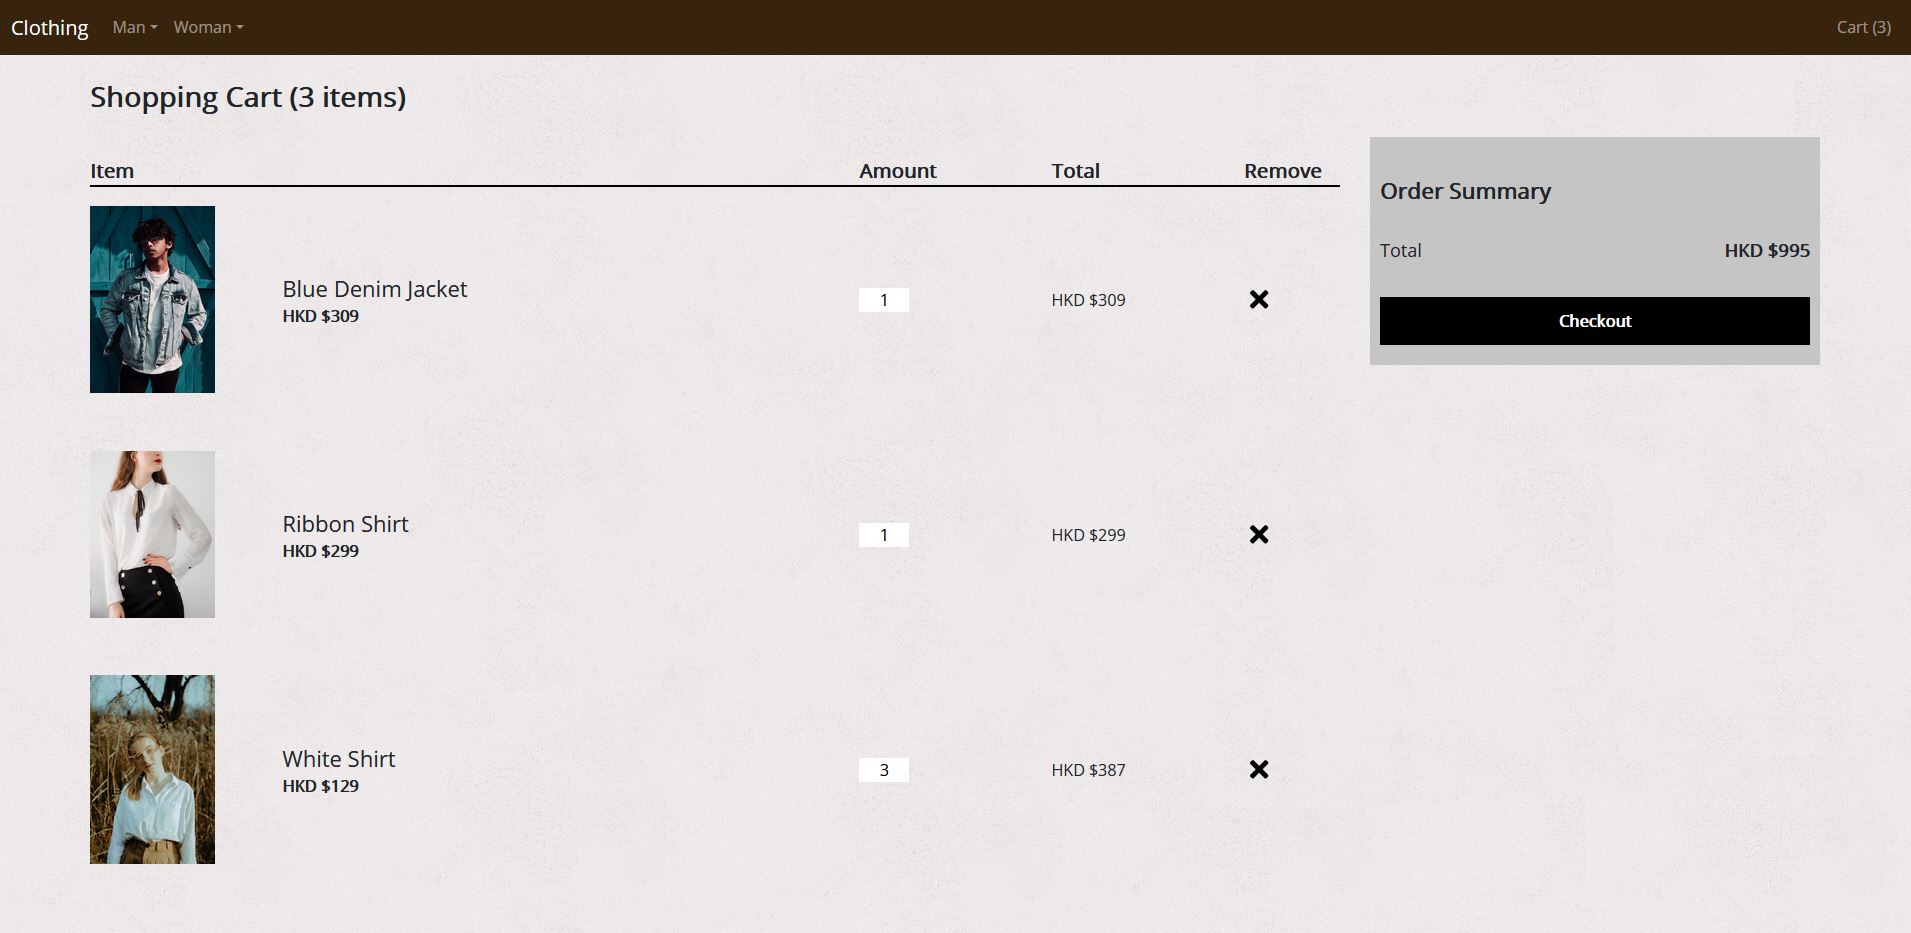 Clothing Man Woman Cart (3)
Shopping Cart (3 items)
Item Amount Total Remove
Blue Denim Jacket
HKD $309
1 HKD $309
Ribbon Shirt
HKD $299
1 HKD $299
White Shirt
HKD $129
3 HKD $387
Order Summary
Total HKD $995
Checkout